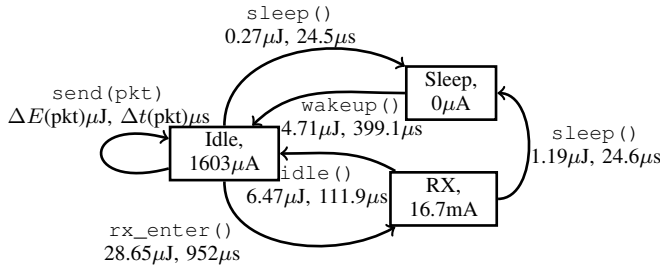 sleep()
0.27μJ, 24.5μs
send(pkt)
ΔE(pkt)μJ, Δt(pkt)μs
Sleep,
0μA
wakeup()
4.71μJ, 399.1μs
Idle,
1603μA
sleep()
1.19μJ, 24.6μs
idle()
6.47μJ, 111.9μs
RX,
16.7mA
rx_enter()
28.65μJ, 952μs